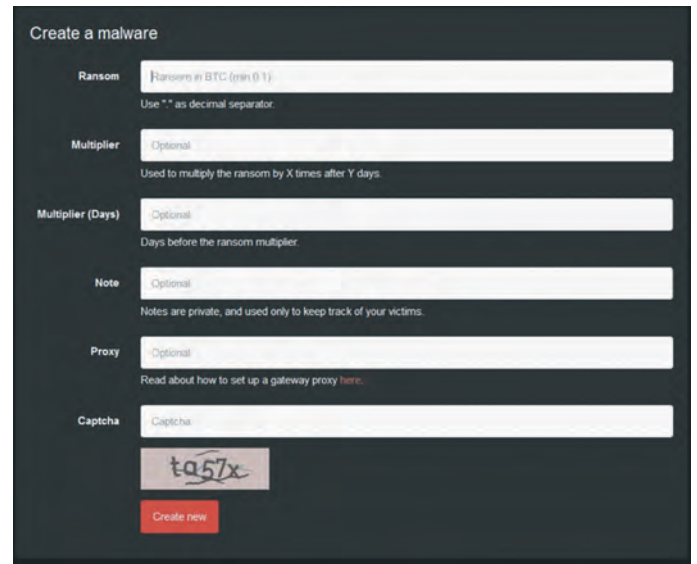 Create a malware
Ransom
Ransom in BTC (min 0.1)
Use "." as decimal separator.
Multiplier
Optional
Used to multiply the ransom by X times after Y days.
Multiplier (Days)
Optional
Days before the ransom multiplier.
Note
Optional
Notes are private, and used only to keep track of your victims.
Proxy
Optional
Read about how to set up a gateway proxy here.
Captcha
Captcha
ta57x
Create new